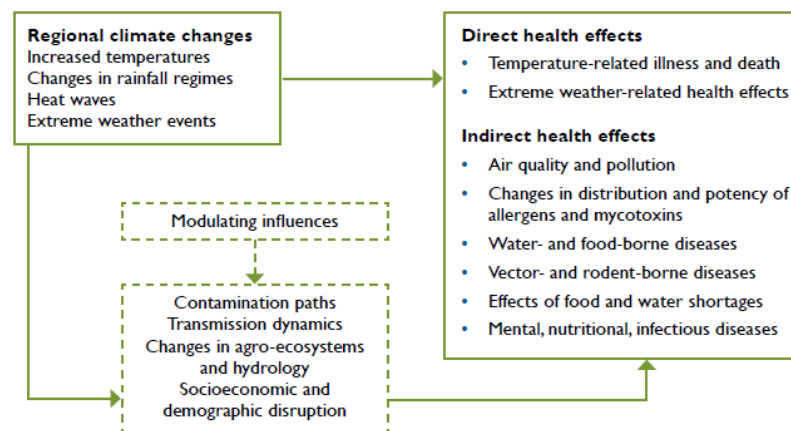 Regional climate changes
Increased temperatures
Changes in rainfall regimes
Heat waves
Extreme weather events
Direct health effects
• Temperature-related illness and death
• Extreme weather-related health effects
Indirect health effects
• Air quality and pollution
• Changes in distribution and potency of
allergens and mycotoxins
• Water- and food-borne diseases
• Vector- and rodent-borne diseases
• Effects of food and water shortages
• Mental, nutritional, infectious diseases
Modulating influences
Contamination paths
Transmission dynamics
Changes in agro-ecosystems
and hydrology
Socioeconomic and
demographic disruption